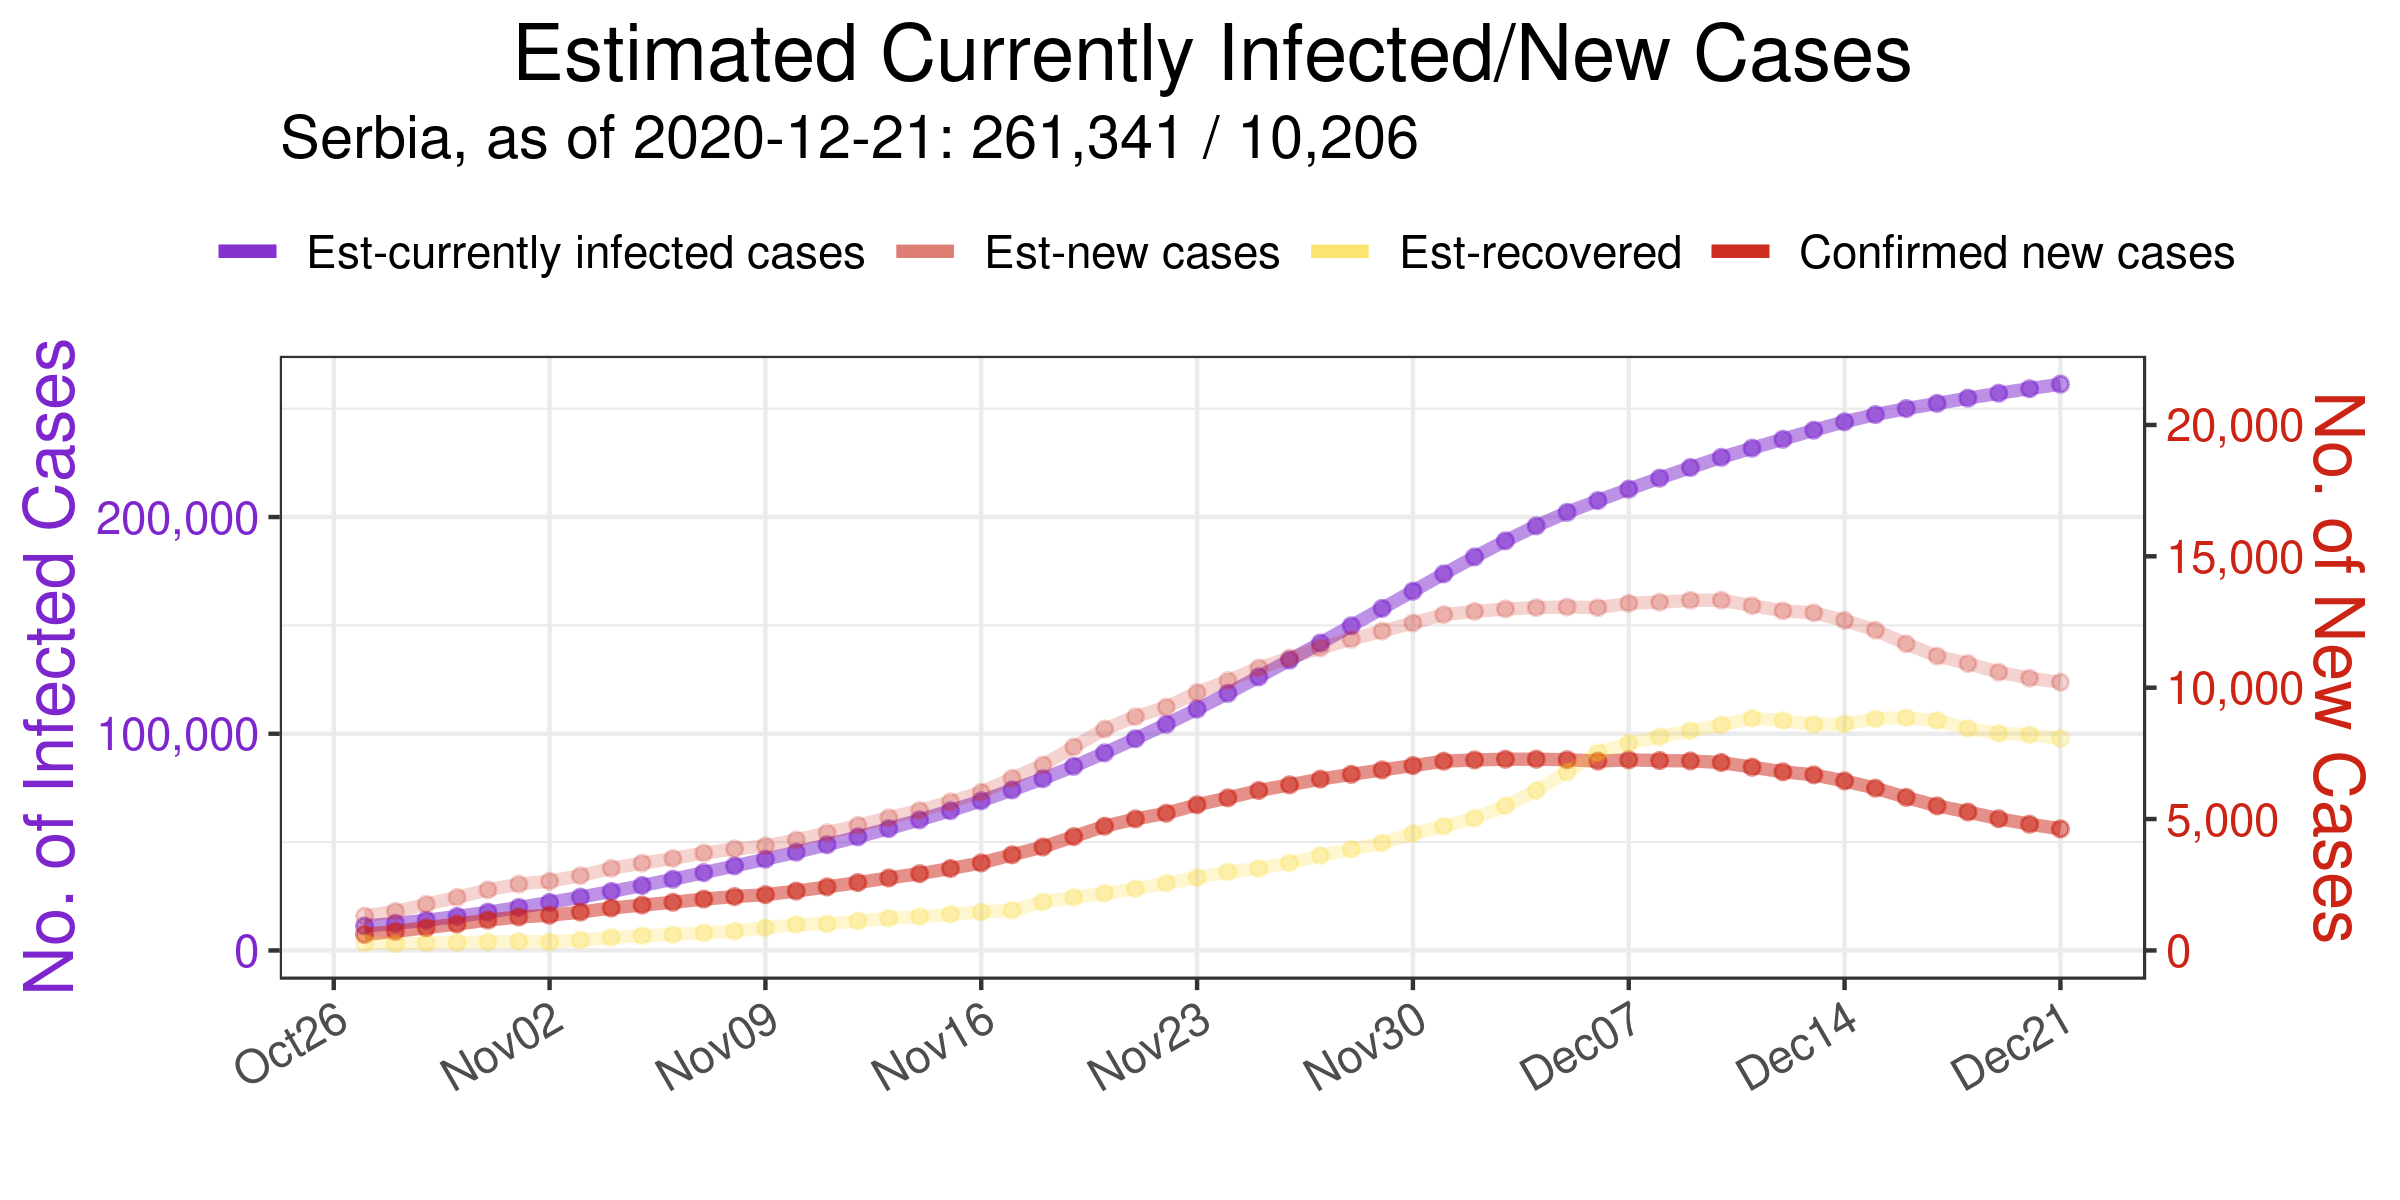 Estimated Currently Infected/New Cases
Serbia, as of 2020-12-21: 261,341 / 10,206
Est-currently infected cases Est-new cases Est-recovered Confirmed new cases
No. of Infected Cases
200,000
100,000
0
20,000
15,000
10,000
5,000
0
No. of New Cases
Oct26 Nov02 Nov09 Nov16 Nov23 Nov30 Dec07 Dec14 Dec21